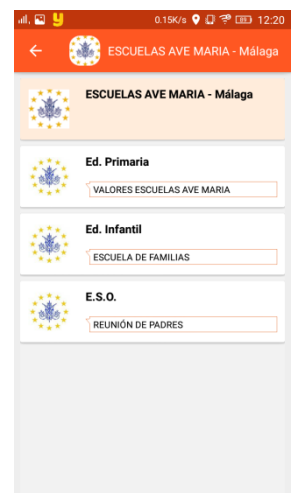 0.15K/s 12:20
ESCUELAS AVE MARIA - Málaga
ESCUELAS AVE MARIA - Málaga
Ed. Primaria
VALORES ESCUELAS AVE MARIA
Ed. Infantil
ESCUELA DE FAMILIAS
E.S.O.
REUNIÓN DE PADRES